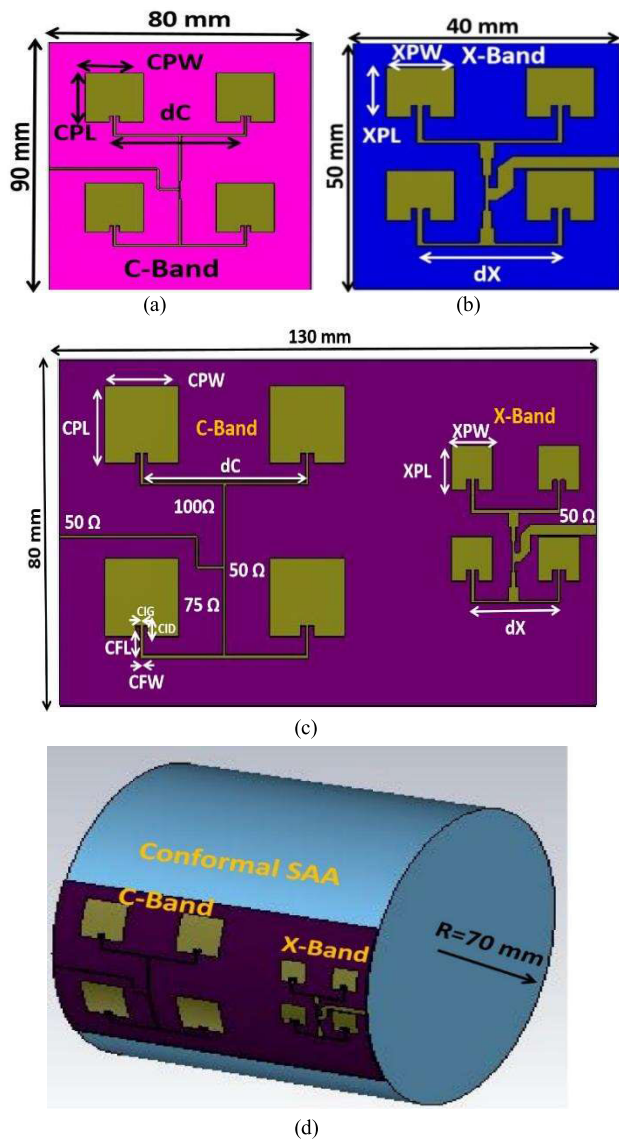 80 mm
CPW
CPL
dC
90 mm
C-Band
(a)
40 mm
X-Band
XPW
XPL
50 mm
dX
(b)
130 mm
80 mm
CPW
CPL
C-Band
dC
100Ω
50 Ω
50 Ω
75 Ω
CIG
CID
CFL
CFW
X-Band
XPW
XPL
50 Ω
dX
(c)
Conformal SAA
C-Band
X-Band
R=70 mm
(d)